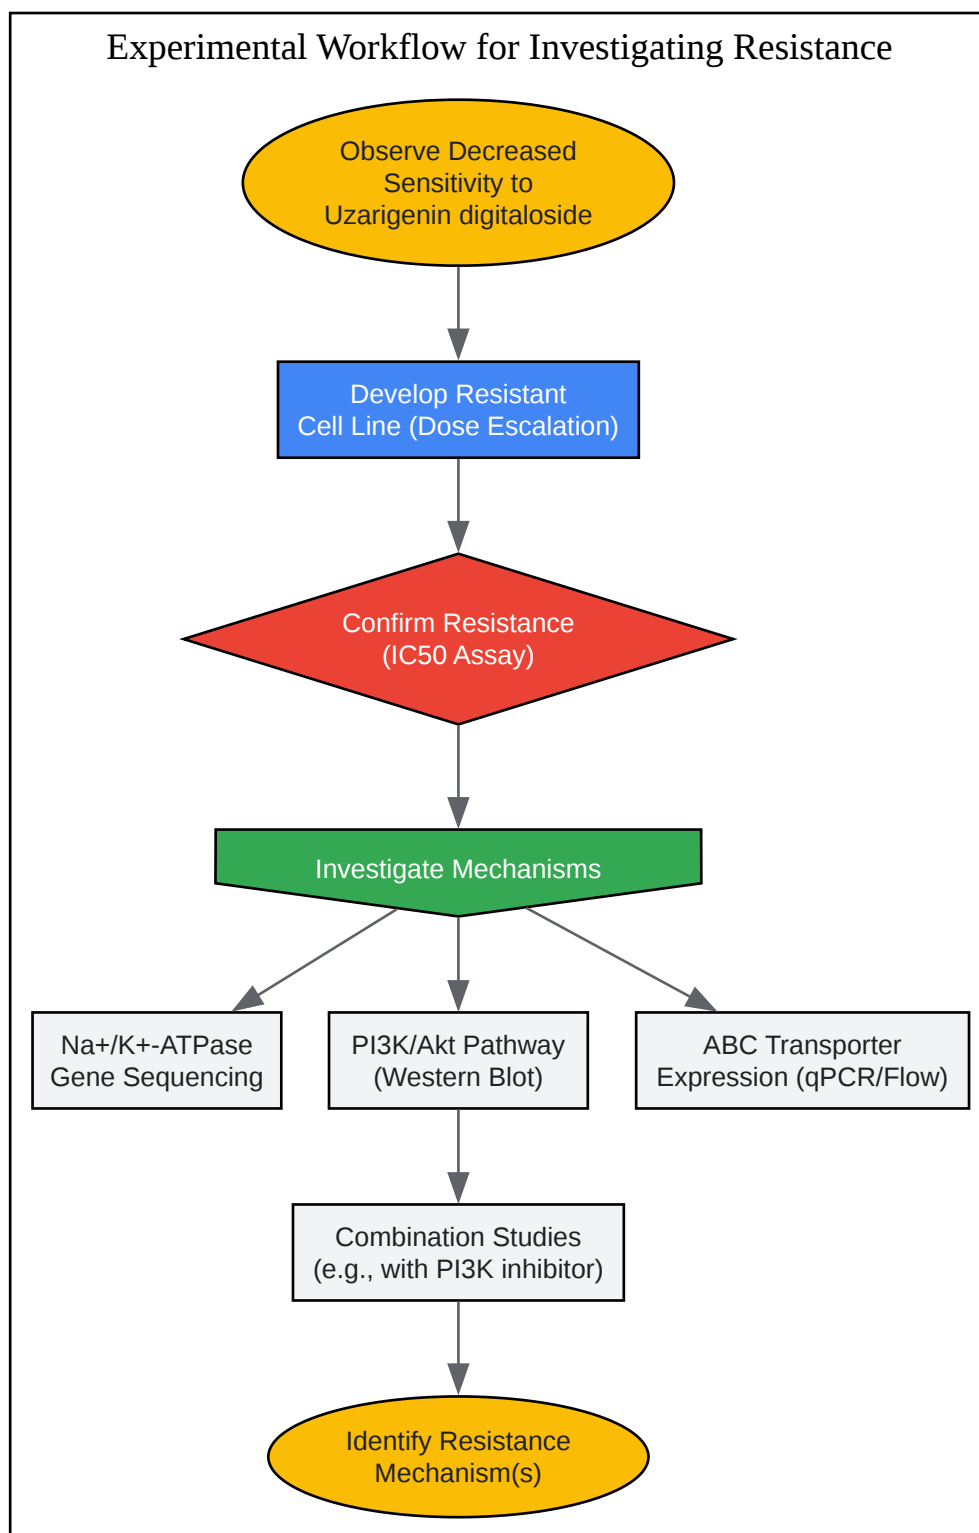 Experimental Workflow for Investigating Resistance
Observe Decreased
Sensitivity to
Uzarigenin digitaloside
Develop Resistant
Cell Line (Dose Escalation)
Confirm Resistance
(IC50 Assay)
Investigate Mechanisms
Na+/K+-ATPase
Gene Sequencing
PI3K/Akt Pathway
(Western Blot)
ABC Transporter
Expression (qPCR/Flow)
Combination Studies
(e.g., with PI3K inhibitor)
Identify Resistance
Mechanism(s)